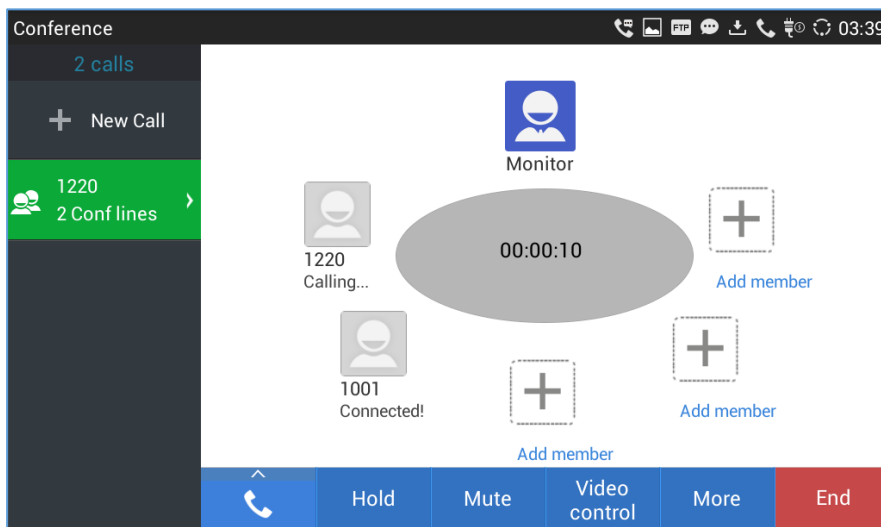 Conference
FTP
03:39
2 calls
New Call
1220
2 Conf lines
Monitor
1220
Calling...
00:00:10
Add member
1001
Connected!
Add member
Add member
Hold
Mute
Video
control
More
End